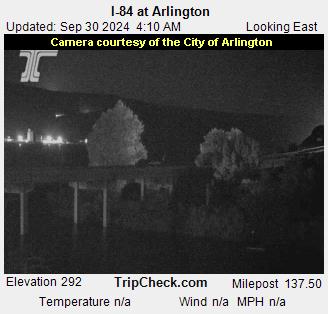 I-84 at Arlington
Updated: Sep 30 2024 4:10 AM Looking East
Camera courtesy of the City of Arlington
Elevation 292 TripCheck.com Milepost 137.50
Temperature n/a Wind n/a MPH n/a